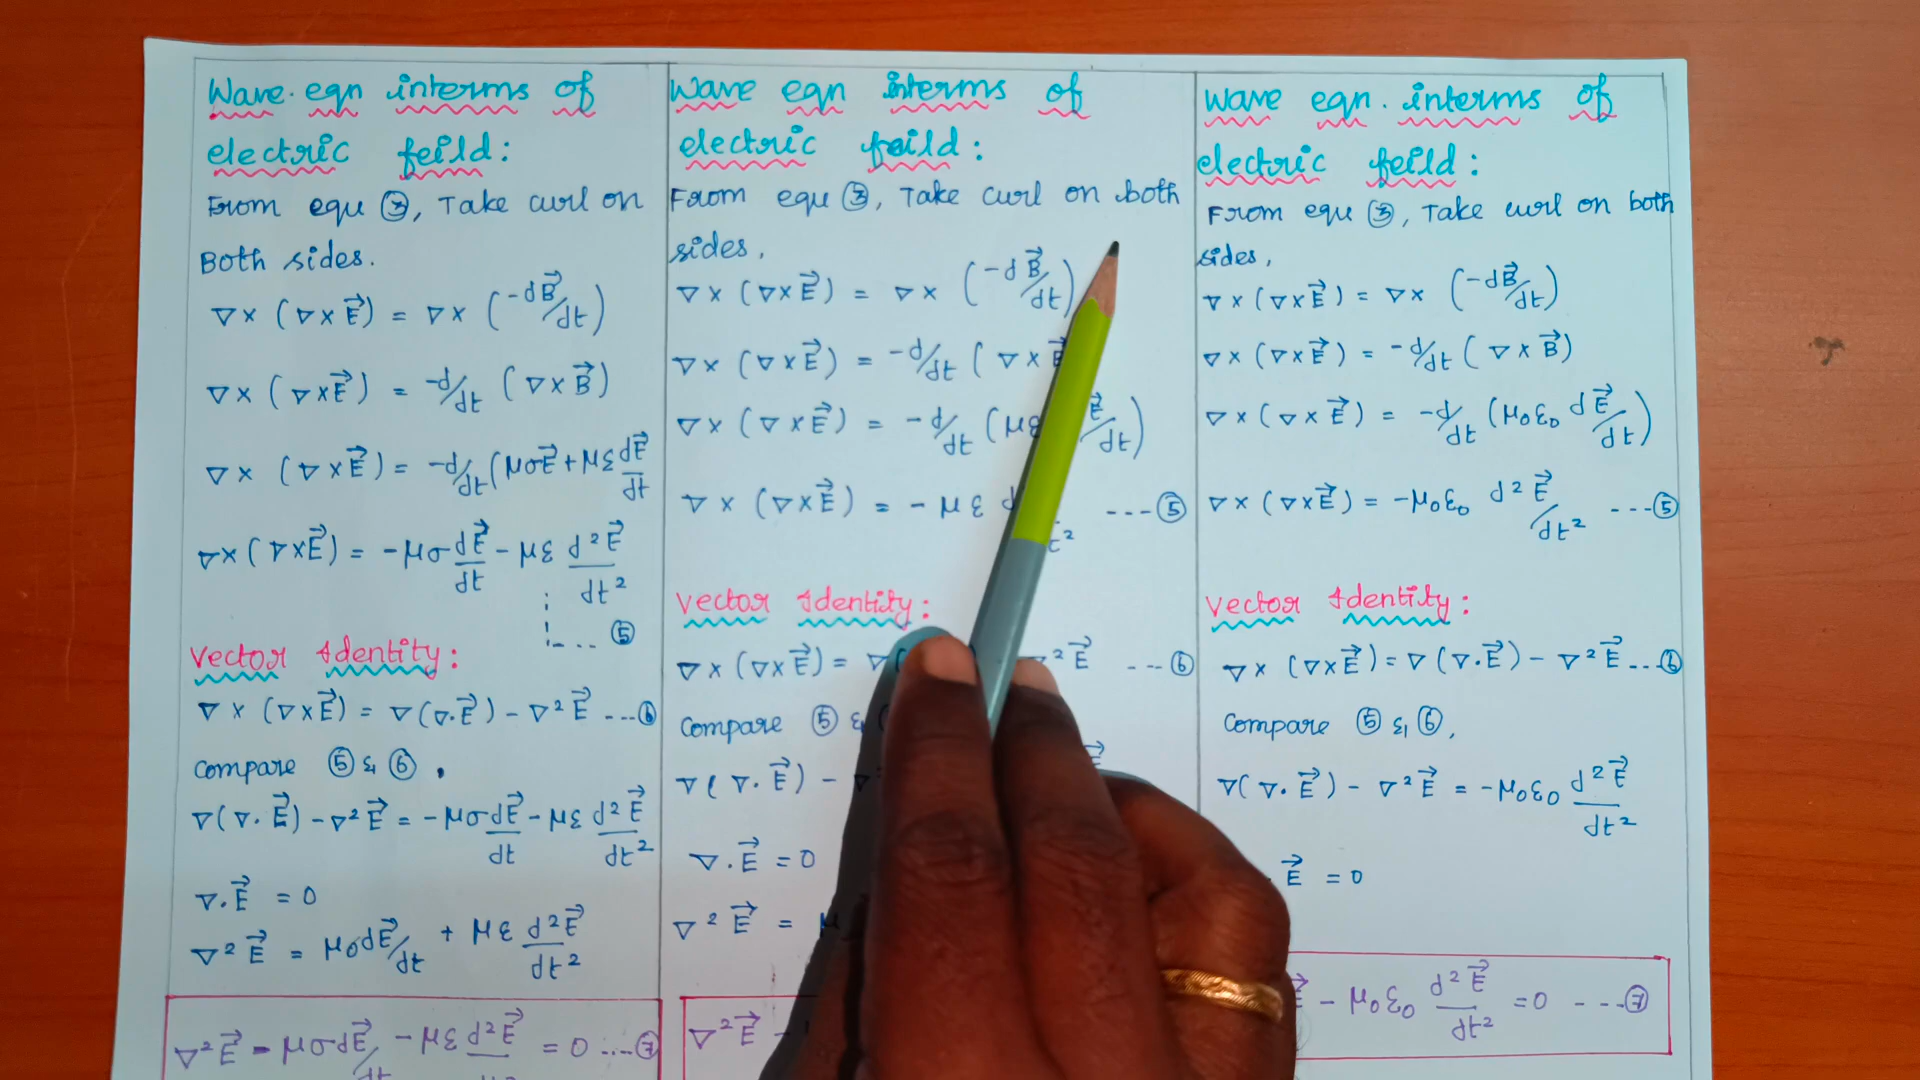 Wave eqn interms of
electric feild:
From equ ③, Take curl on
Both sides.
∇ × (∇×E⃗) = ∇ × (-dB⃗/dt)
∇ × (∇×E⃗) = -d/dt (∇×B⃗)
∇ × (∇×E⃗) = -d/dt (μσE⃗ + με dE⃗/dt
∇×(∇×E⃗) = -μσ dE⃗/dt - με d²E⃗/dt²
---- ⑤
Vector Identity:
∇ × (∇×E⃗) = ∇(∇.E⃗) - ∇²E⃗ ---⑥
compare ⑤ & ⑥.
∇(∇.E⃗) - ∇²E⃗ = -μσ dE⃗/dt - με d²E⃗/dt²
∇.E⃗ = 0
∇²E⃗ = μσ dE⃗/dt + με d²E⃗/dt²
∇²E⃗ - μσ dE⃗/dt - με d²E⃗ = 0 ---⑦
Wave eqn interms of
electric feild:
From equ ③, Take curl on both
sides,
∇ × (∇×E⃗) = ∇× (-dB⃗/dt)
∇ × (∇×E⃗) = -d/dt (∇×B
∇ × (∇×E⃗) = -d/dt (με E⃗/dt)
∇ × (∇×E⃗) = -με d ---⑤
Vector Identity:
∇ × (∇×E⃗) = ∇( ²E⃗ ---⑥
compare ⑤ &
∇(∇.E⃗) -
∇.E⃗ = 0
∇²E⃗ = μ
∇²E⃗ -
Wave eqn. interms of
electric feild:
From equ ③, Take curl on both
sides,
∇ × (∇×E⃗) = ∇× (-dB⃗/dt)
∇ × (∇×E⃗) = -d/dt (∇×B⃗)
∇ × (∇×E⃗) = -d/dt (μ₀ε₀ dE⃗/dt)
∇ × (∇×E⃗) = -μ₀ε₀ d²E⃗/dt² ---⑤
Vector Identity:
∇ × (∇×E⃗) = ∇(∇.E⃗) - ∇²E⃗ ---⑥
compare ⑤ & ⑥,
∇(∇.E⃗) - ∇²E⃗ = -μ₀ε₀ d²E⃗/dt²
. E⃗ = 0
E⃗ - μ₀ε₀ d²E⃗/dt² = 0 ---⑦